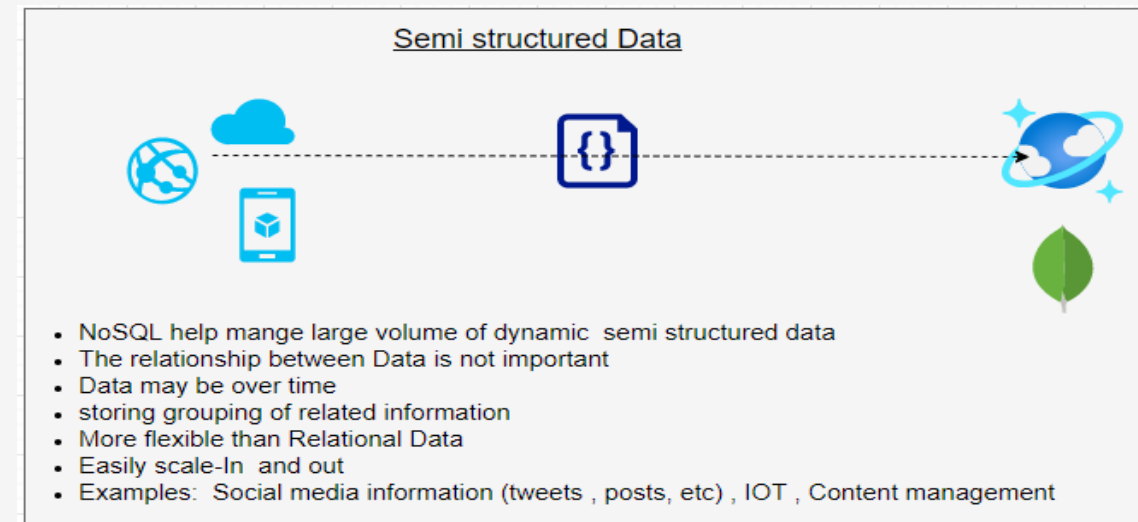 Semi structured Data
{}
• NoSQL help mange large volume of dynamic semi structured data
• The relationship between Data is not important
• Data may be over time
• storing grouping of related information
• More flexible than Relational Data
• Easily scale-In and out
• Examples: Social media information (tweets , posts, etc) , IOT , Content management